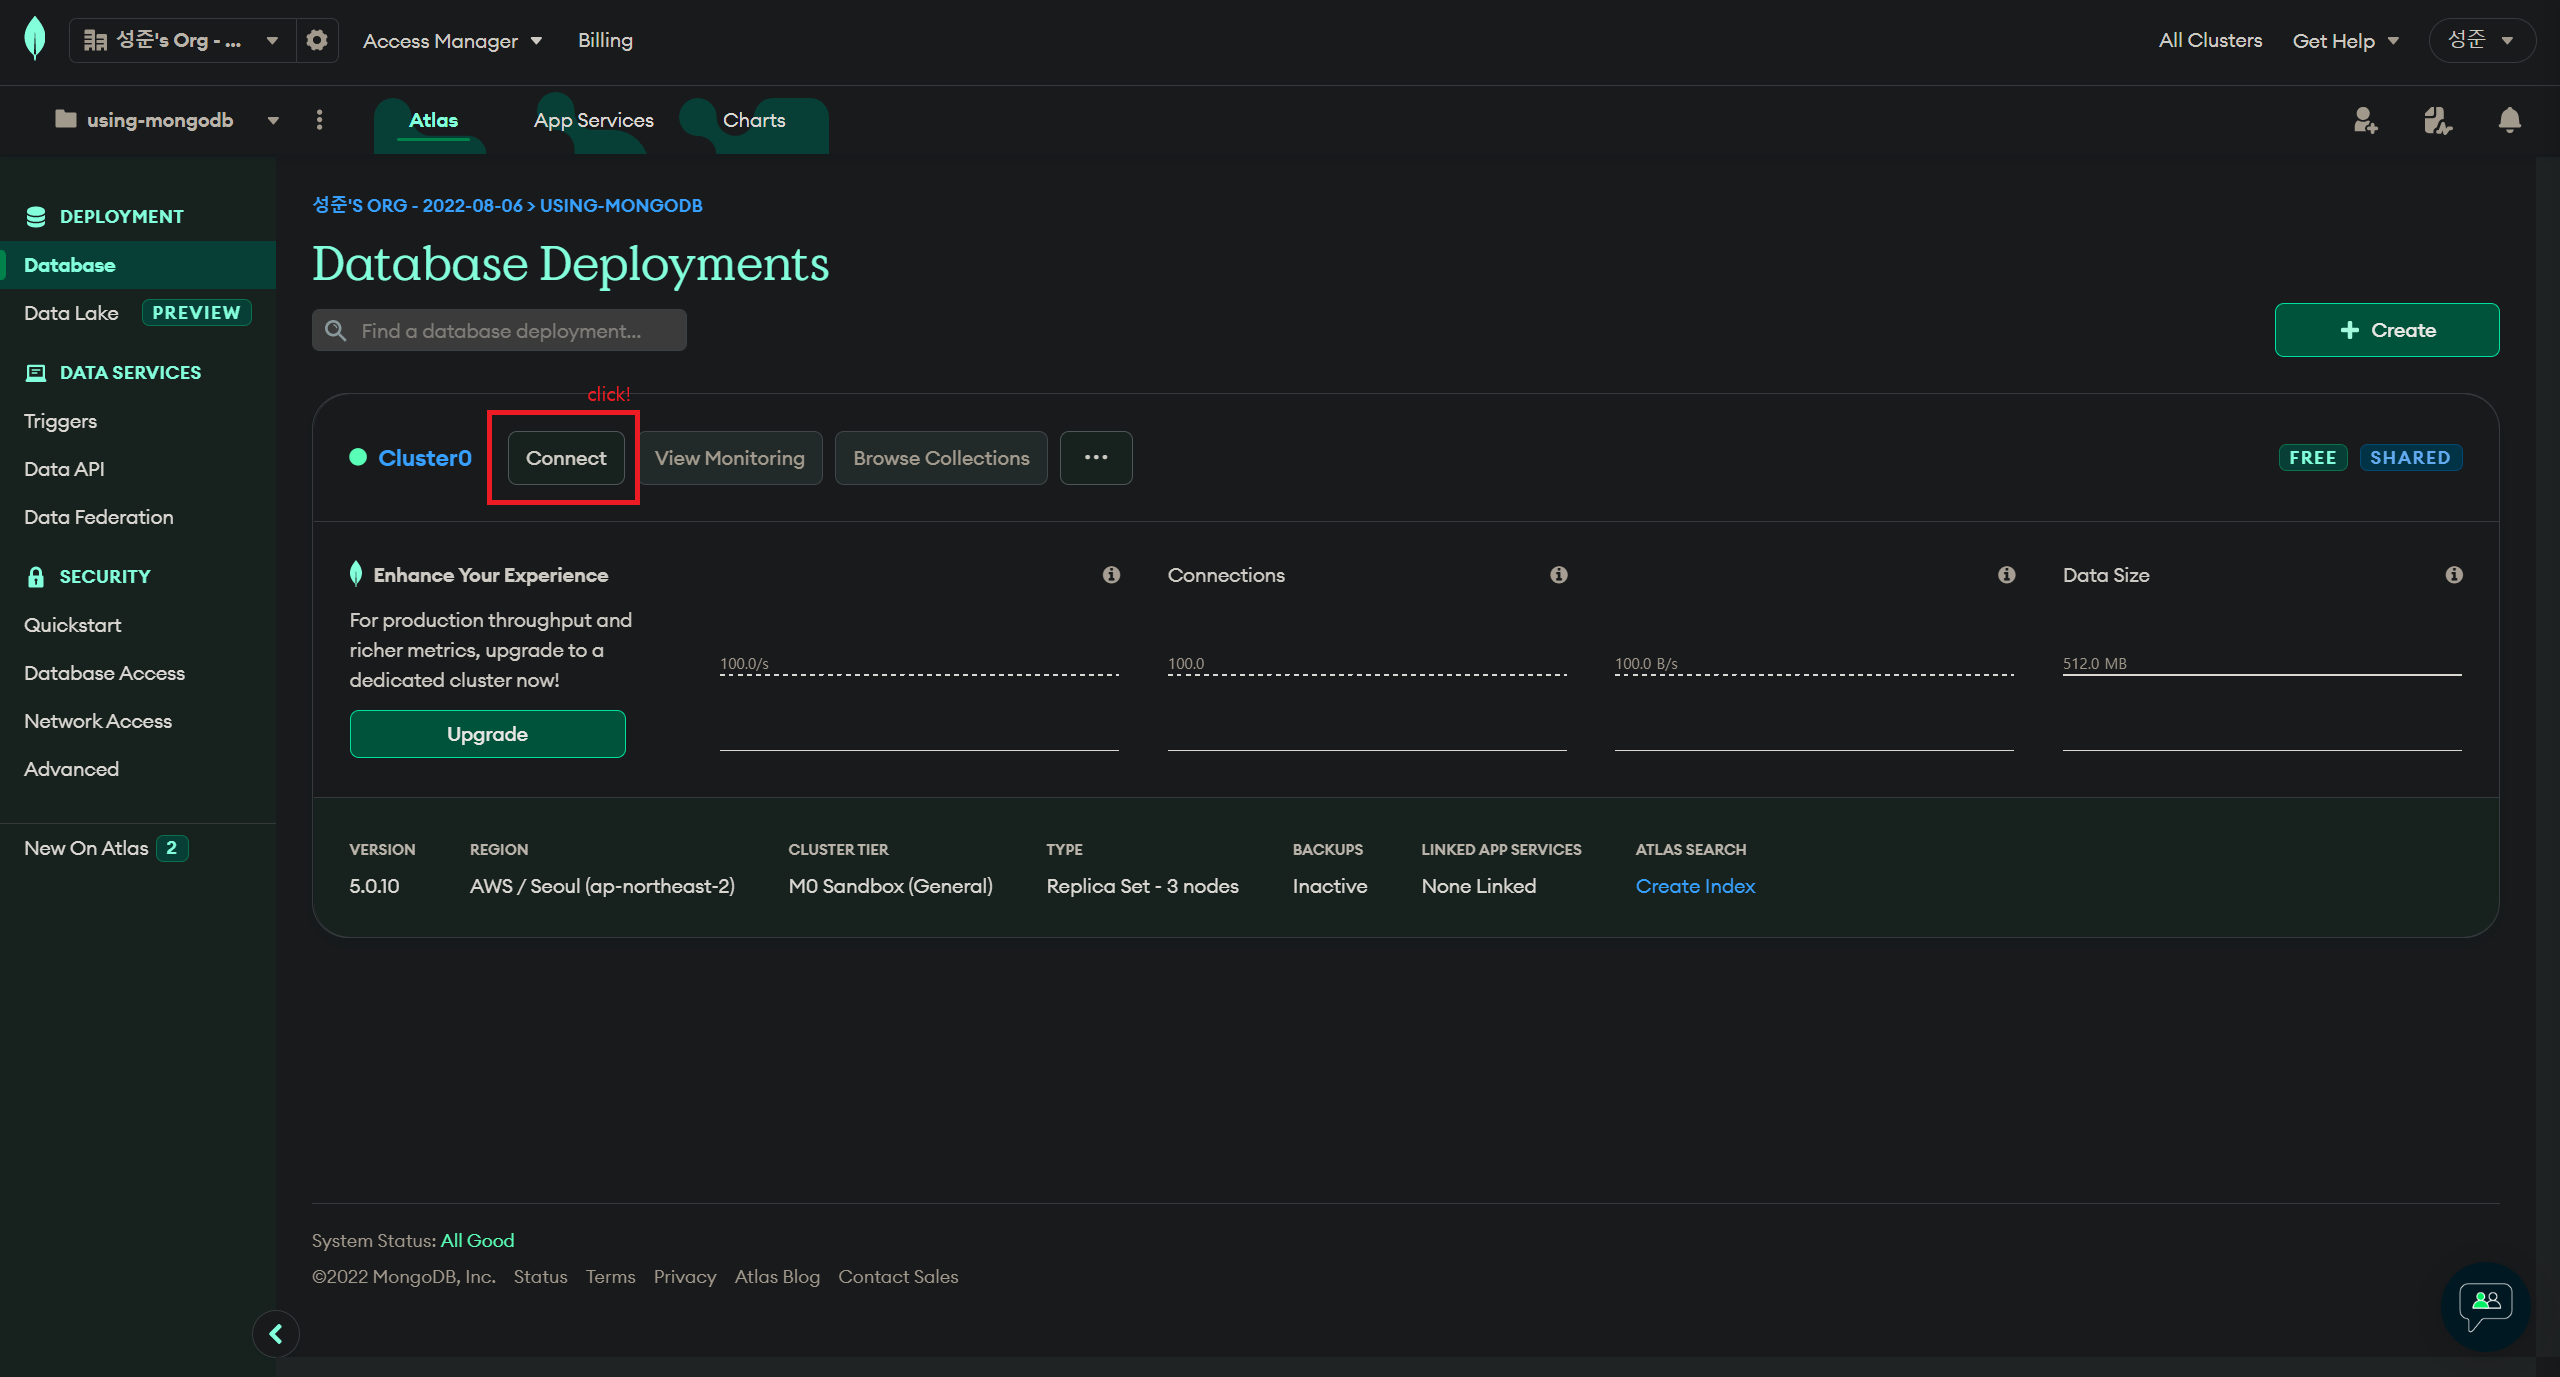 성준's Org - ...
Access Manager
Billing
All Clusters
Get Help
성준
using-mongodb
Atlas
App Services
Charts
DEPLOYMENT
Database
Data Lake PREVIEW
DATA SERVICES
Triggers
Data API
Data Federation
SECURITY
Quickstart
Database Access
Network Access
Advanced
New On Atlas 2
성준'S ORG - 2022-08-06 > USING-MONGODB
Database Deployments
Find a database deployment...
+ Create
click!
Cluster0
Connect
View Monitoring
Browse Collections
...
FREE
SHARED
Enhance Your Experience
For production throughput and
richer metrics, upgrade to a
dedicated cluster now!
Upgrade
100.0/s
Connections
100.0
100.0 B/s
Data Size
512.0 MB
VERSION
5.0.10
REGION
AWS / Seoul (ap-northeast-2)
CLUSTER TIER
M0 Sandbox (General)
TYPE
Replica Set - 3 nodes
BACKUPS
Inactive
LINKED APP SERVICES
None Linked
ATLAS SEARCH
Create Index
System Status: All Good
©2022 MongoDB, Inc. Status Terms Privacy Atlas Blog Contact Sales